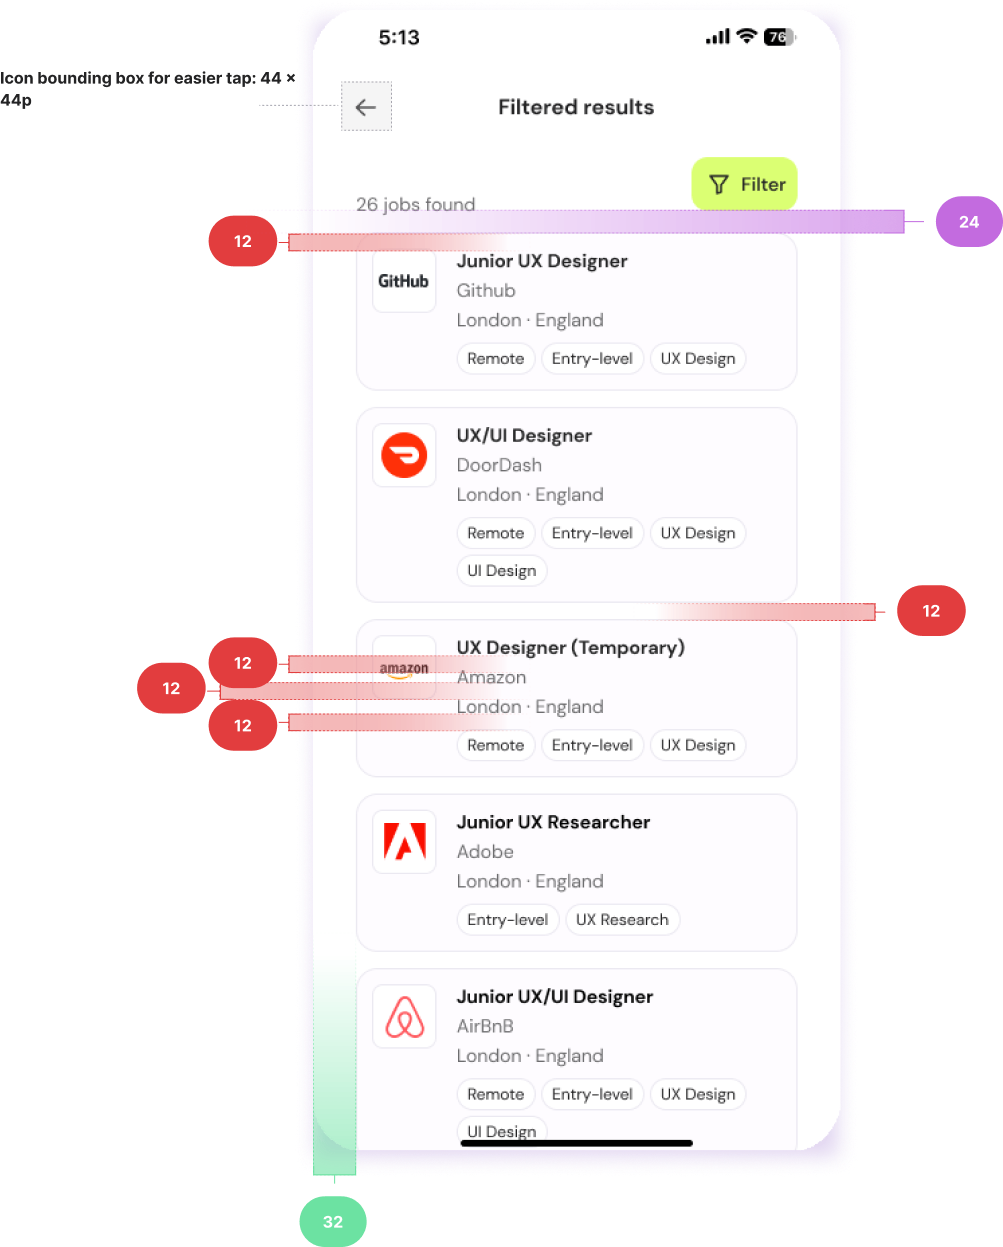 5:13
76
Icon bounding box for easier tap: 44 ×
44p
Filtered results
Filter
26 jobs found
24
12
GitHub
Junior UX Designer
Github
London · England
Remote Entry-level UX Design
UX/UI Designer
DoorDash
London · England
Remote Entry-level UX Design
UI Design
12
12
12
12
amazon
UX Designer (Temporary)
Amazon
London · England
Remote Entry-level UX Design
Junior UX Researcher
Adobe
London · England
Entry-level UX Research
Junior UX/UI Designer
AirBnB
London · England
Remote Entry-level UX Design
UI Design
32